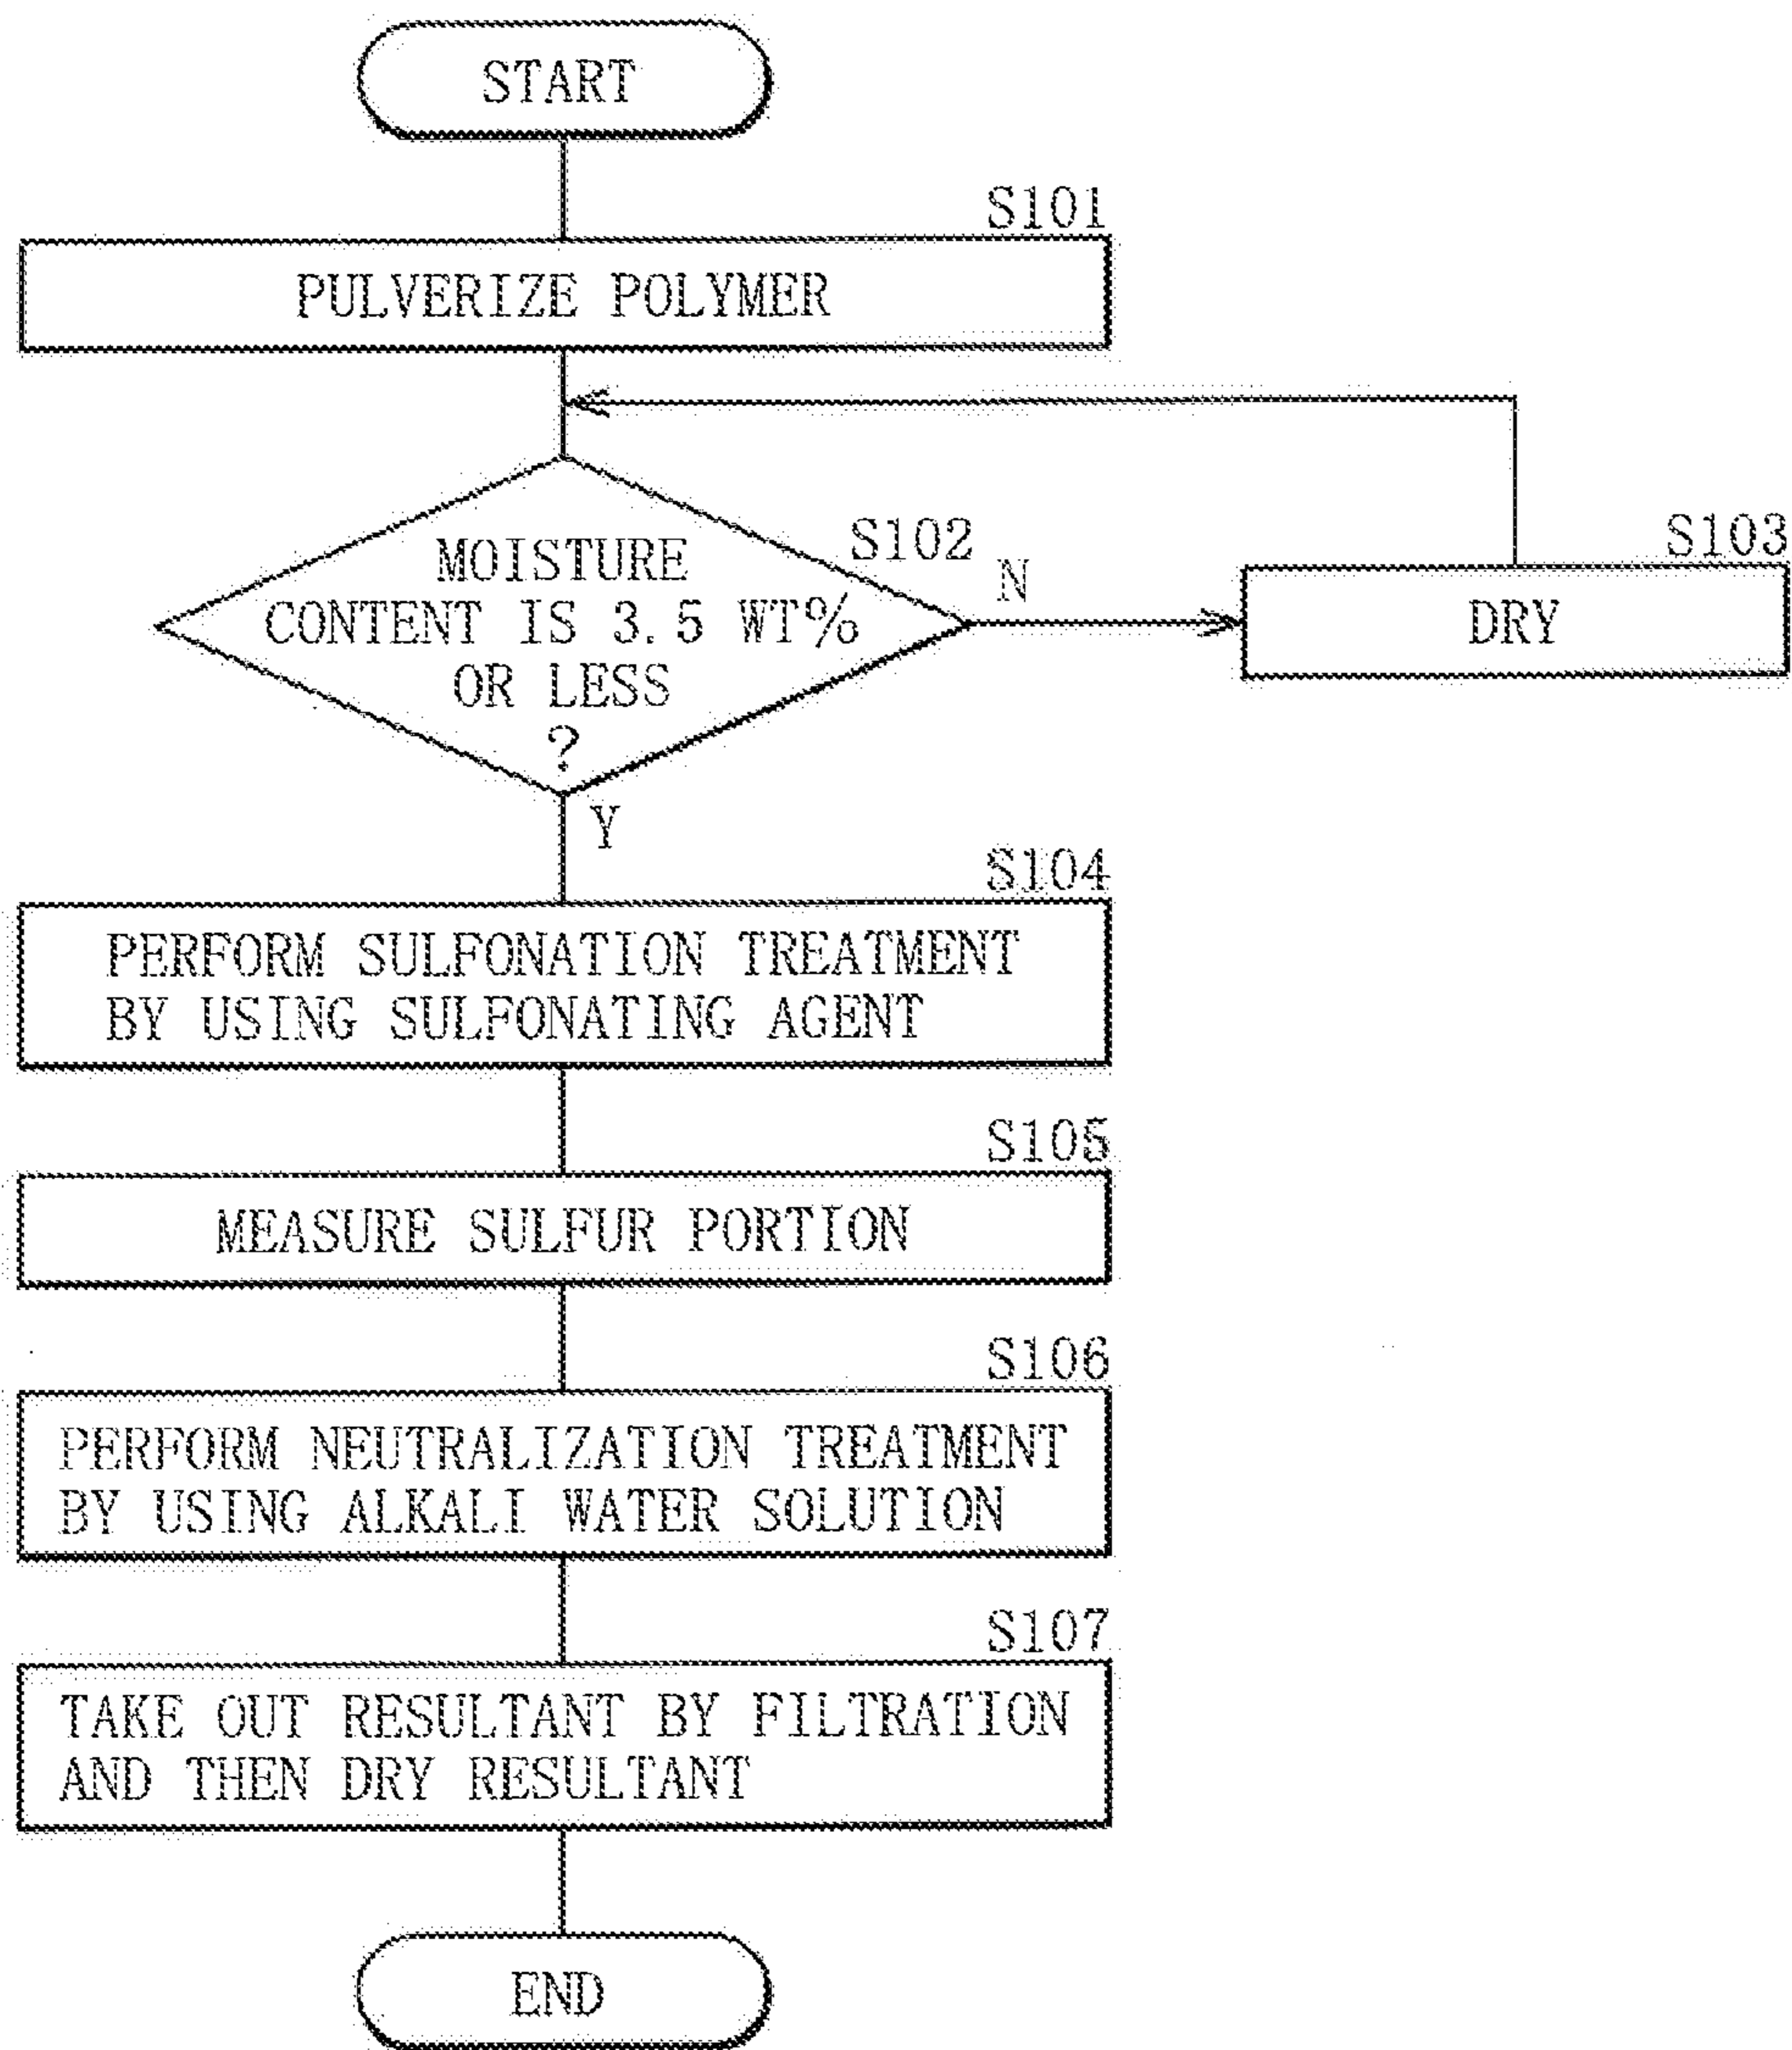 START
S101
PULVERIZE POLYMER
MOISTURE
CONTENT IS 3.5 WT%
OR LESS
?
S102
N
S103
DRY
Y
S104
PERFORM SULFONATION TREATMENT
BY USING SULFONATING AGENT
S105
MEASURE SULFUR PORTION
S106
PERFORM NEUTRALIZATION TREATMENT
BY USING ALKALI WATER SOLUTION
S107
TAKE OUT RESULTANT BY FILTRATION
AND THEN DRY RESULTANT
END